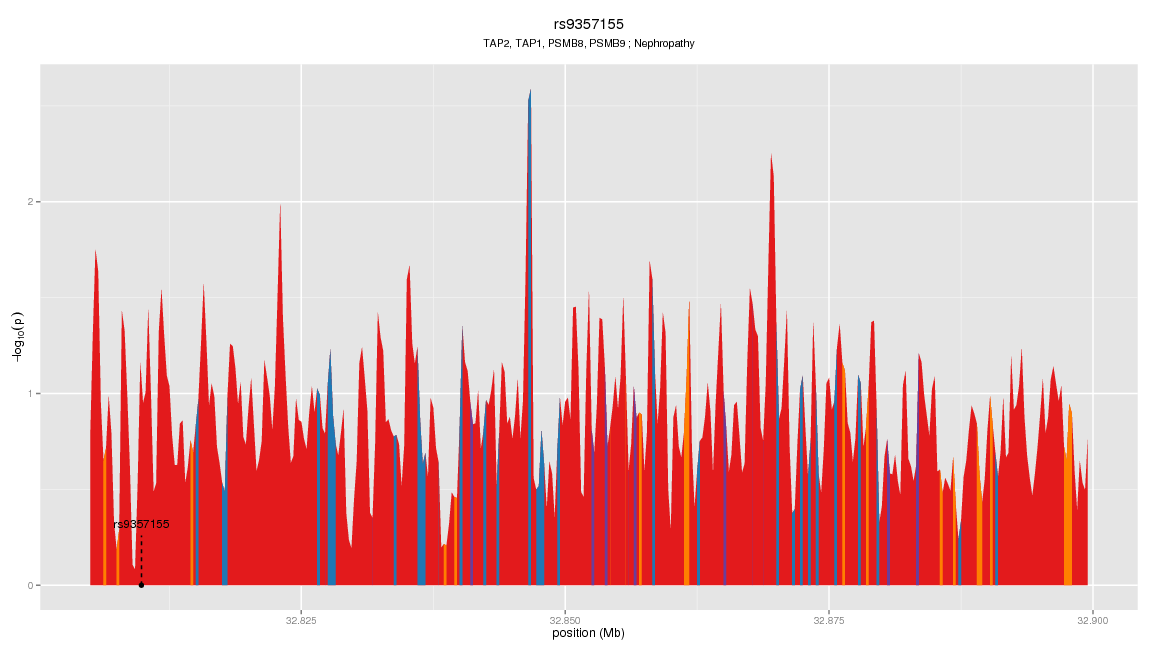 rs9357155
TAP2, TAP1, PSMB8, PSMB9 ; Nephropathy
2
1
0
−log10(p)
rs9357155
32.825 32.850 32.875 32.900
position (Mb)